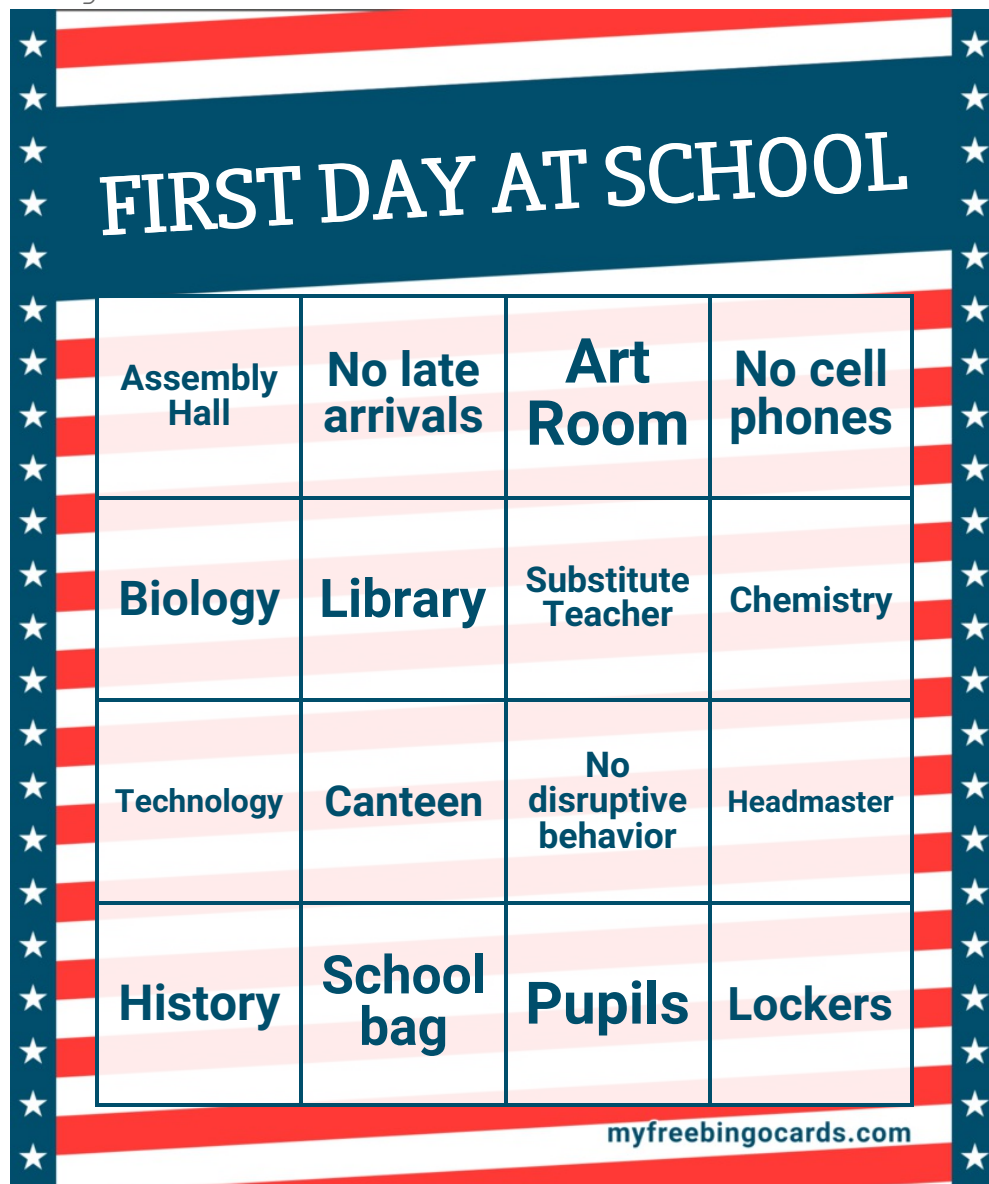 FIRST DAY AT SCHOOL
Assembly
Hall
No late
arrivals
Art
Room
No cell
phones
Biology
Library
Substitute
Teacher
Chemistry
Technology
Canteen
No
disruptive
behavior
Headmaster
History
School
bag
Pupils
Lockers
myfreebingocards.com